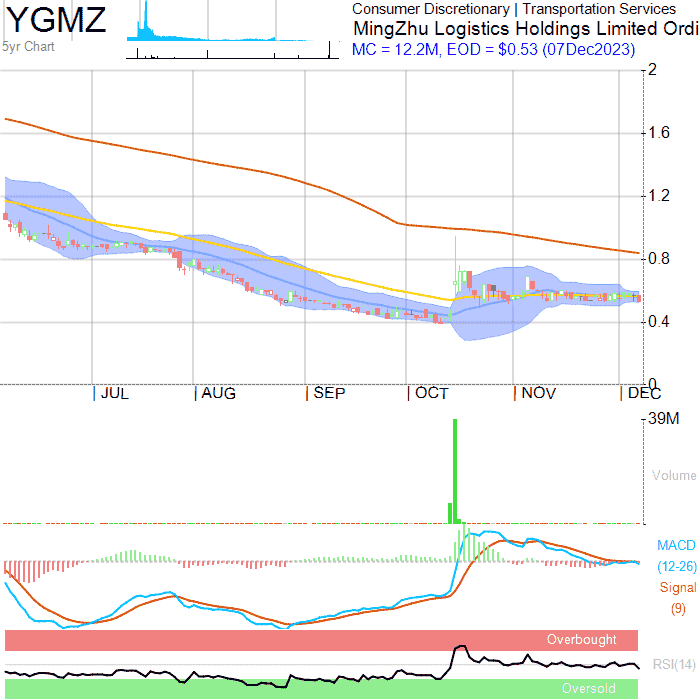 YGMZ
5yr Chart
Consumer Discretionary | Transportation Services
MingZhu Logistics Holdings Limited Ordi
MC = 12.2M, EOD = $0.53 (07Dec2023)
2
1.6
1.2
0.8
0.4
0
JUL AUG SEP OCT NOV DEC
39M
Volume
MACD
(12-26)
Signal
(9)
Overbought
RSI(14)
Oversold